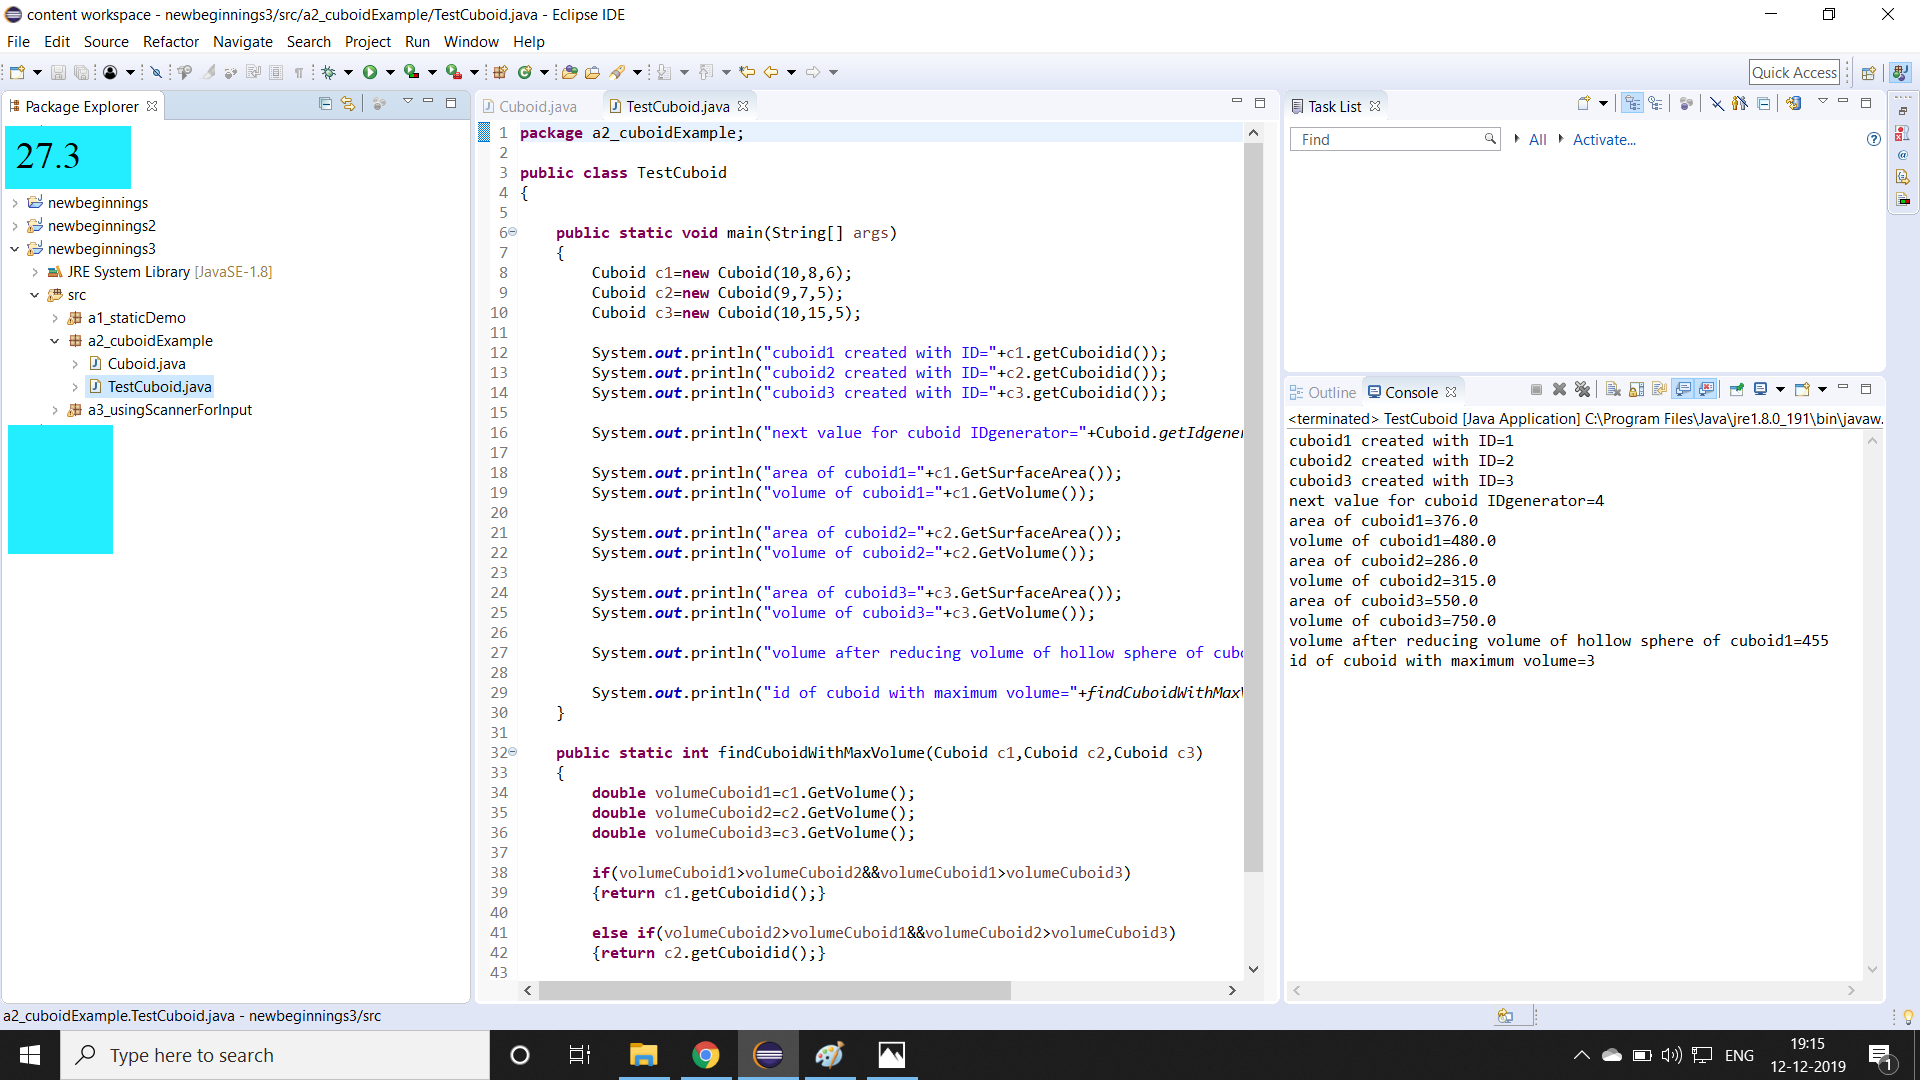 content workspace - newbeginnings3/src/a2_cuboidExample/TestCuboid.java - Eclipse IDE
File Edit Source Refactor Navigate Search Project Run Window Help
Quick Access
Package Explorer
27.3
newbeginnings
newbeginnings2
newbeginnings3
JRE System Library [JavaSE-1.8]
src
a1_staticDemo
a2_cuboidExample
Cuboid.java
TestCuboid.java
a3_usingScannerForInput
Cuboid.java TestCuboid.java
1 package a2_cuboidExample;
2
3 public class TestCuboid
4 {
5
6 public static void main(String[] args)
7 {
8 Cuboid c1=new Cuboid(10,8,6);
9 Cuboid c2=new Cuboid(9,7,5);
10 Cuboid c3=new Cuboid(10,15,5);
11
12 System.out.println("cuboid1 created with ID="+c1.getCuboidid());
13 System.out.println("cuboid2 created with ID="+c2.getCuboidid());
14 System.out.println("cuboid3 created with ID="+c3.getCuboidid());
15
16 System.out.println("next value for cuboid IDgenerator="+Cuboid.getIdgener
17
18 System.out.println("area of cuboid1="+c1.GetSurfaceArea());
19 System.out.println("volume of cuboid1="+c1.GetVolume());
20
21 System.out.println("area of cuboid2="+c2.GetSurfaceArea());
22 System.out.println("volume of cuboid2="+c2.GetVolume());
23
24 System.out.println("area of cuboid3="+c3.GetSurfaceArea());
25 System.out.println("volume of cuboid3="+c3.GetVolume());
26
27 System.out.println("volume after reducing volume of hollow sphere of cubo
28
29 System.out.println("id of cuboid with maximum volume="+findCuboidWithMaxV
30 }
31
32 public static int findCuboidWithMaxVolume(Cuboid c1,Cuboid c2,Cuboid c3)
33 {
34 double volumeCuboid1=c1.GetVolume();
35 double volumeCuboid2=c2.GetVolume();
36 double volumeCuboid3=c3.GetVolume();
37
38 if(volumeCuboid1>volumeCuboid2&&volumeCuboid1>volumeCuboid3)
39 {return c1.getCuboidid();}
40
41 else if(volumeCuboid2>volumeCuboid1&&volumeCuboid2>volumeCuboid3)
42 {return c2.getCuboidid();}
43
Task List
Find All Activate...
Outline Console
<terminated> TestCuboid [Java Application] C:\Program Files\Java\jre1.8.0_191\bin\javaw.
cuboid1 created with ID=1
cuboid2 created with ID=2
cuboid3 created with ID=3
next value for cuboid IDgenerator=4
area of cuboid1=376.0
volume of cuboid1=480.0
area of cuboid2=286.0
volume of cuboid2=315.0
area of cuboid3=550.0
volume of cuboid3=750.0
volume after reducing volume of hollow sphere of cuboid1=455
id of cuboid with maximum volume=3
a2_cuboidExample.TestCuboid.java - newbeginnings3/src
Type here to search
ENG
19:15
12-12-2019
1